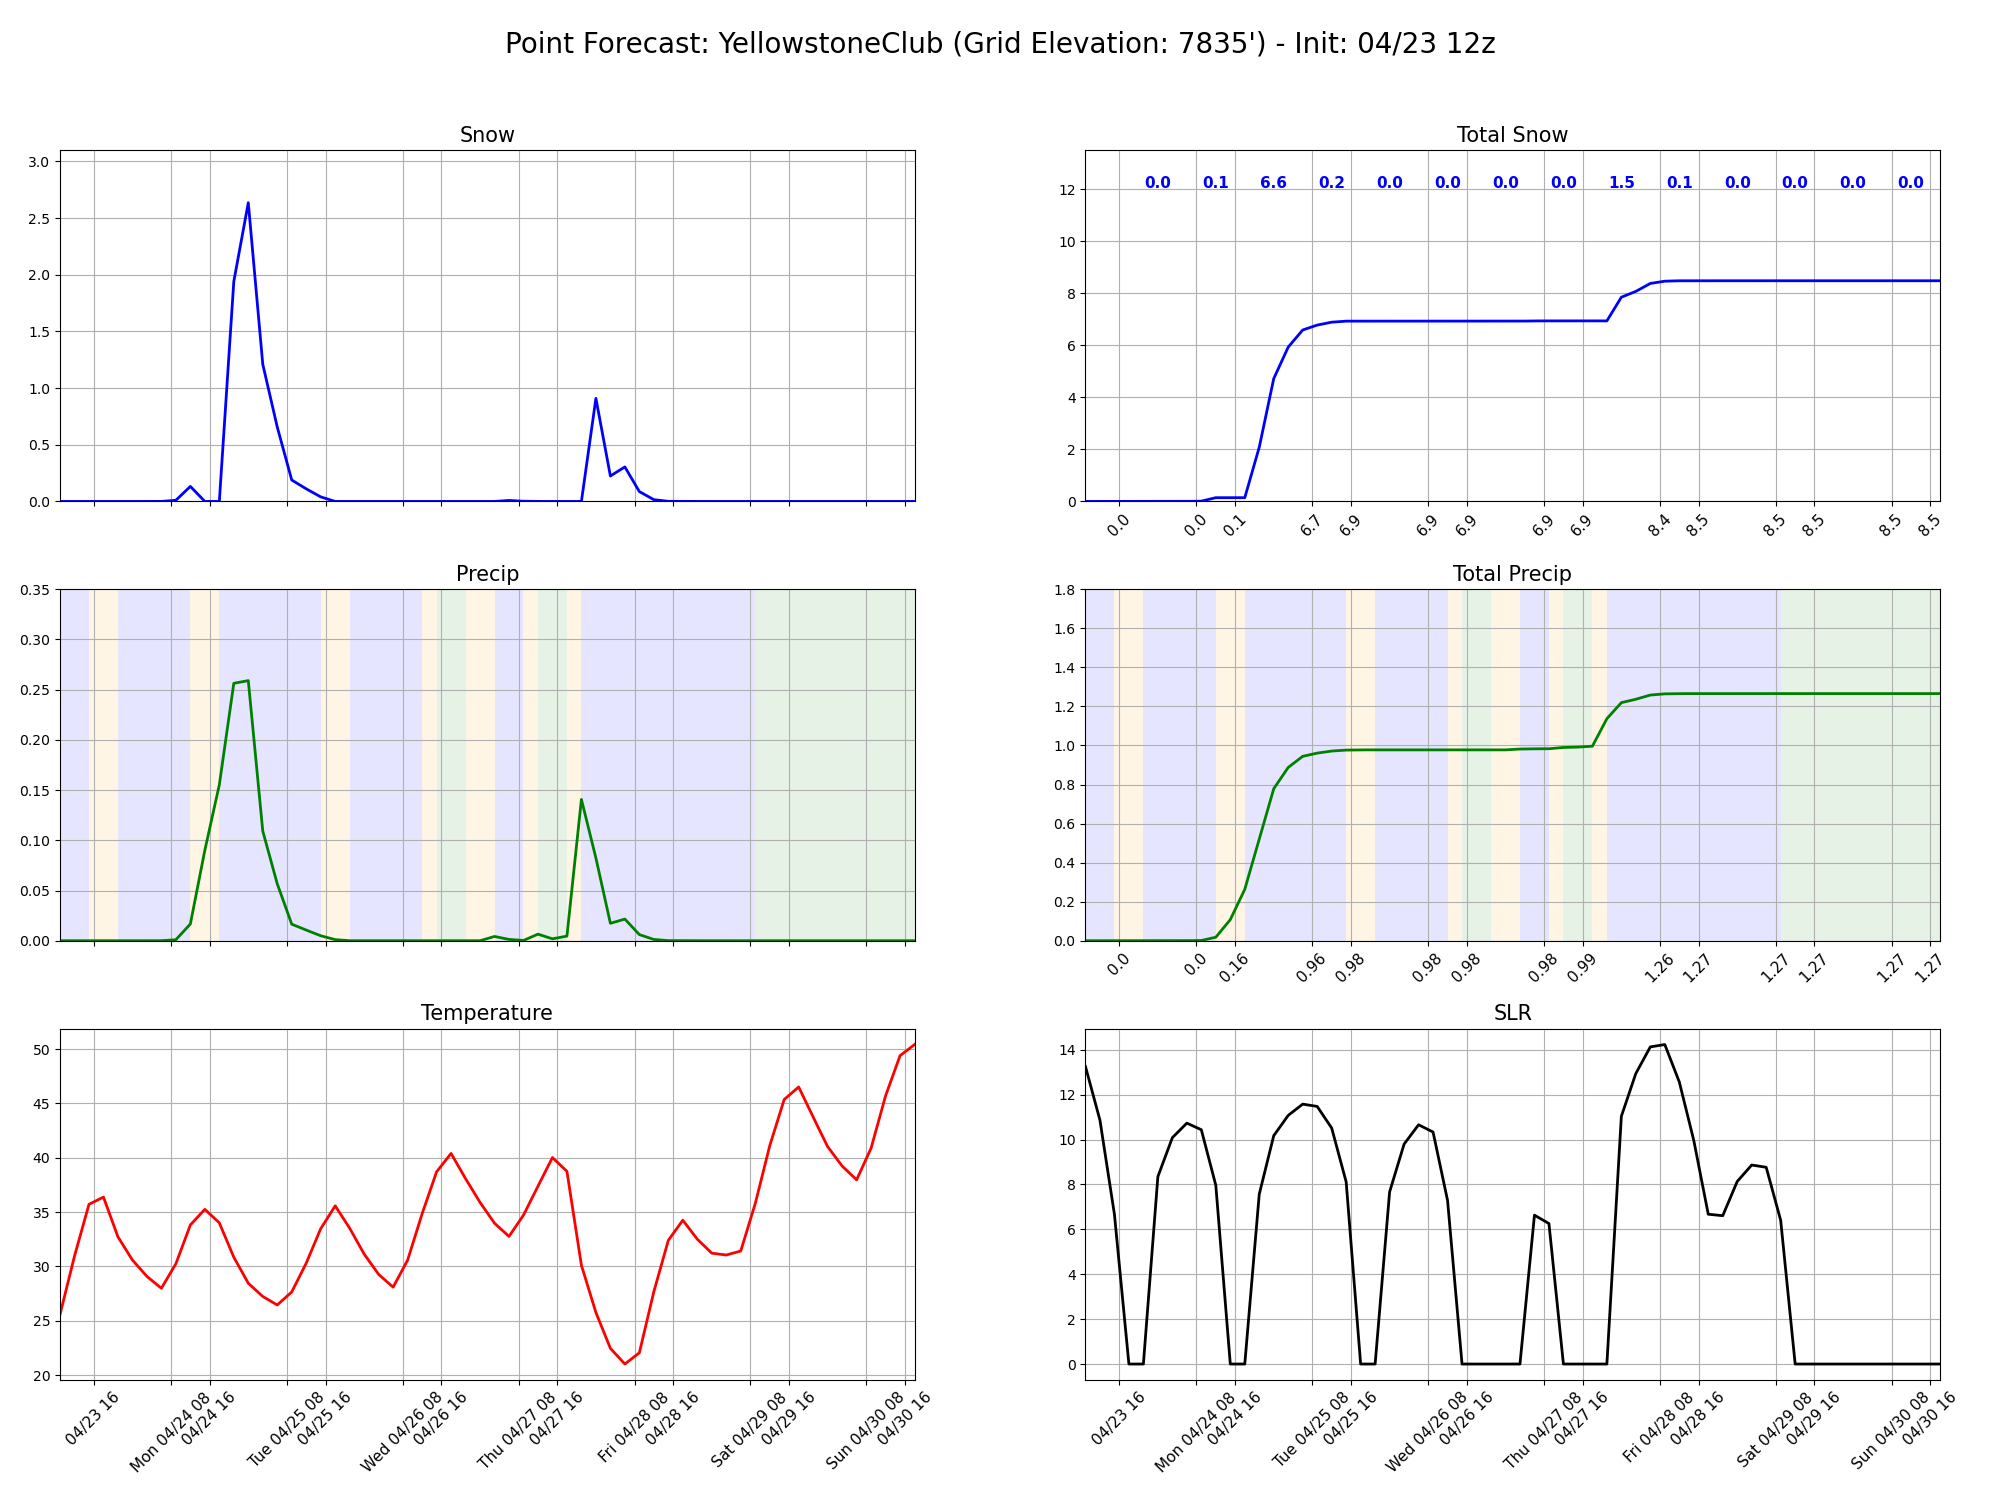 Point Forecast: YellowstoneClub (Grid Elevation: 7835') - Init: 04/23 12z
Snow
3.0
2.5
2.0
1.5
1.0
0.5
0.0
Total Snow
0.0 0.1 6.6 0.2 0.0 0.0 0.0 0.0 1.5 0.1 0.0 0.0 0.0 0.0
12
10
8
6
4
2
0
0.0 0.0 0.1 6.7 6.9 6.9 6.9 6.9 6.9 8.4 8.5 8.5 8.5 8.5 8.5
Precip
0.35
0.30
0.25
0.20
0.15
0.10
0.05
0.00
Total Precip
1.8
1.6
1.4
1.2
1.0
0.8
0.6
0.4
0.2
0.0
0.0 0.0 0.16 0.96 0.98 0.98 0.98 0.98 0.99 1.26 1.27 1.27 1.27 1.27 1.27
Temperature
50
45
40
35
30
25
20
04/23 16
Mon 04/24 08
04/24 16
Tue 04/25 08
04/25 16
Wed 04/26 08
04/26 16
Thu 04/27 08
04/27 16
Fri 04/28 08
04/28 16
Sat 04/29 08
04/29 16
Sun 04/30 08
04/30 16
SLR
14
12
10
8
6
4
2
0
04/23 16
Mon 04/24 08
04/24 16
Tue 04/25 08
04/25 16
Wed 04/26 08
04/26 16
Thu 04/27 08
04/27 16
Fri 04/28 08
04/28 16
Sat 04/29 08
04/29 16
Sun 04/30 08
04/30 16